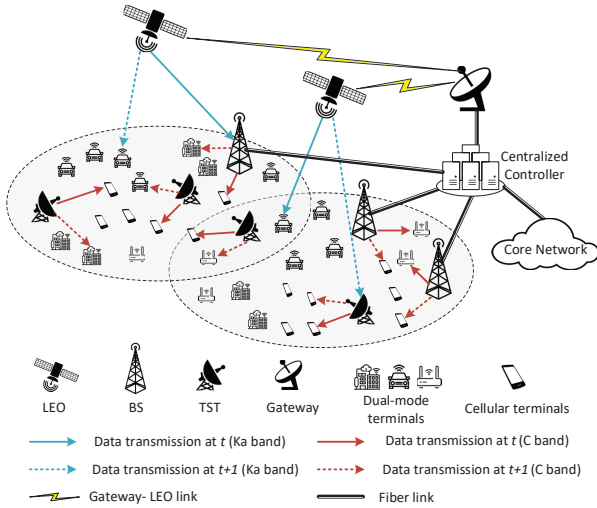 Centralized
Controller
Core Network
LEO
BS
TST
Gateway
Dual-mode
terminals
Cellular terminals
Data transmission at t (Ka band)
Data transmission at t (C band)
Data transmission at t+1 (Ka band)
Data transmission at t+1 (C band)
Gateway- LEO link
Fiber link